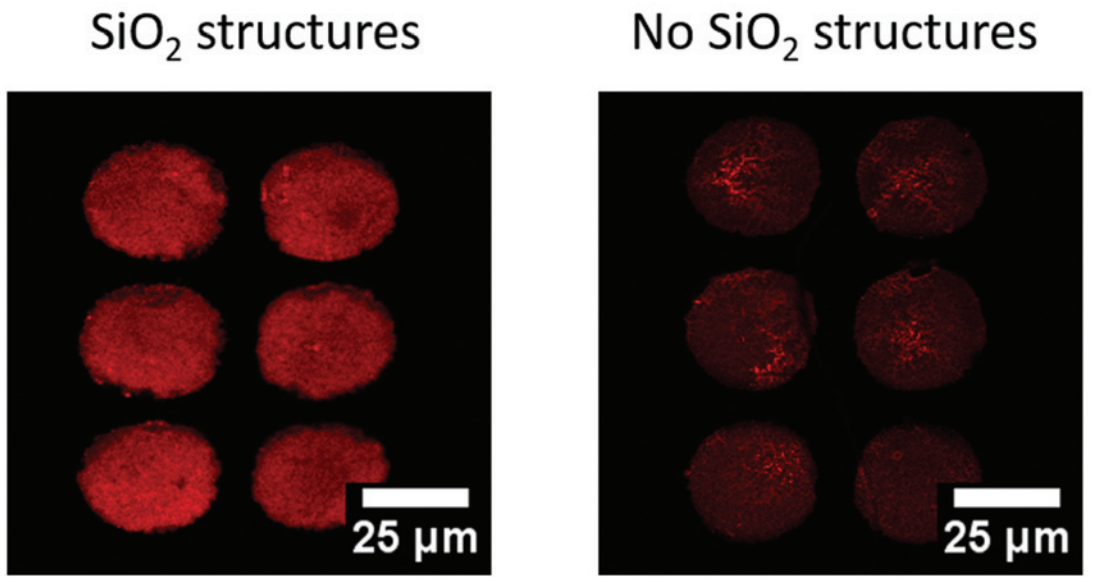 SiO₂ structures
No SiO₂ structures
25 µm
25 µm